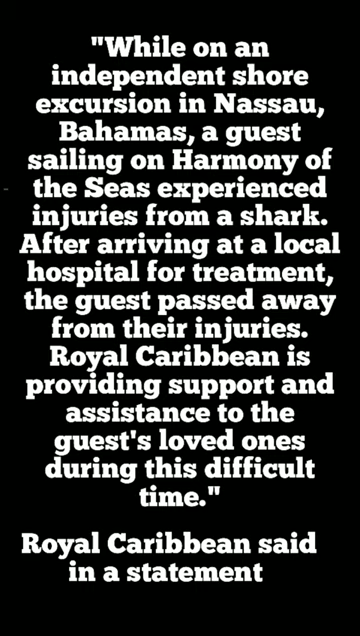 "While on an
independent shore
excursion in Nassau,
Bahamas, a guest
sailing on Harmony of
the Seas experienced
injuries from a shark.
After arriving at a local
hospital for treatment,
the guest passed away
from their injuries.
Royal Caribbean is
providing support and
assistance to the
guest's loved ones
during this difficult
time."
Royal Caribbean said
in a statement